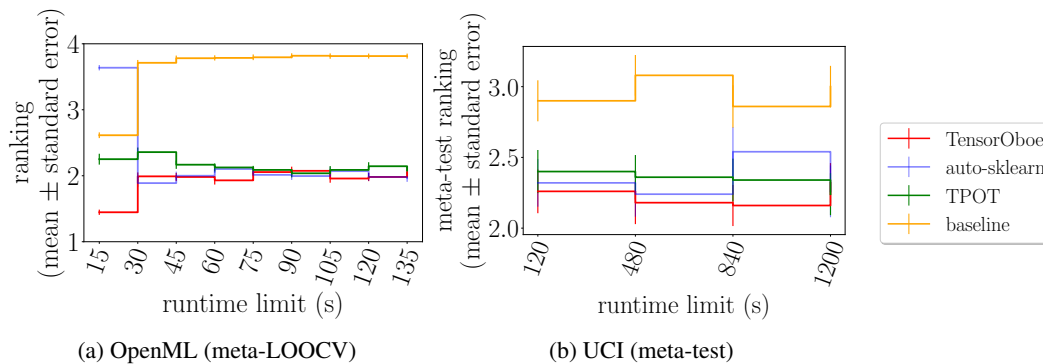 ranking
(mean ± standard error)
4
3
2
1
15
30
45
60
75
90
105
120
135
runtime limit (s)
(a) OpenML (meta-LOOCV)
meta-test ranking
(mean ± standard error)
3.0
2.5
2.0
120
480
840
1200
runtime limit (s)
(b) UCI (meta-test)
TensorOboe
auto-sklearn
TPOT
baseline